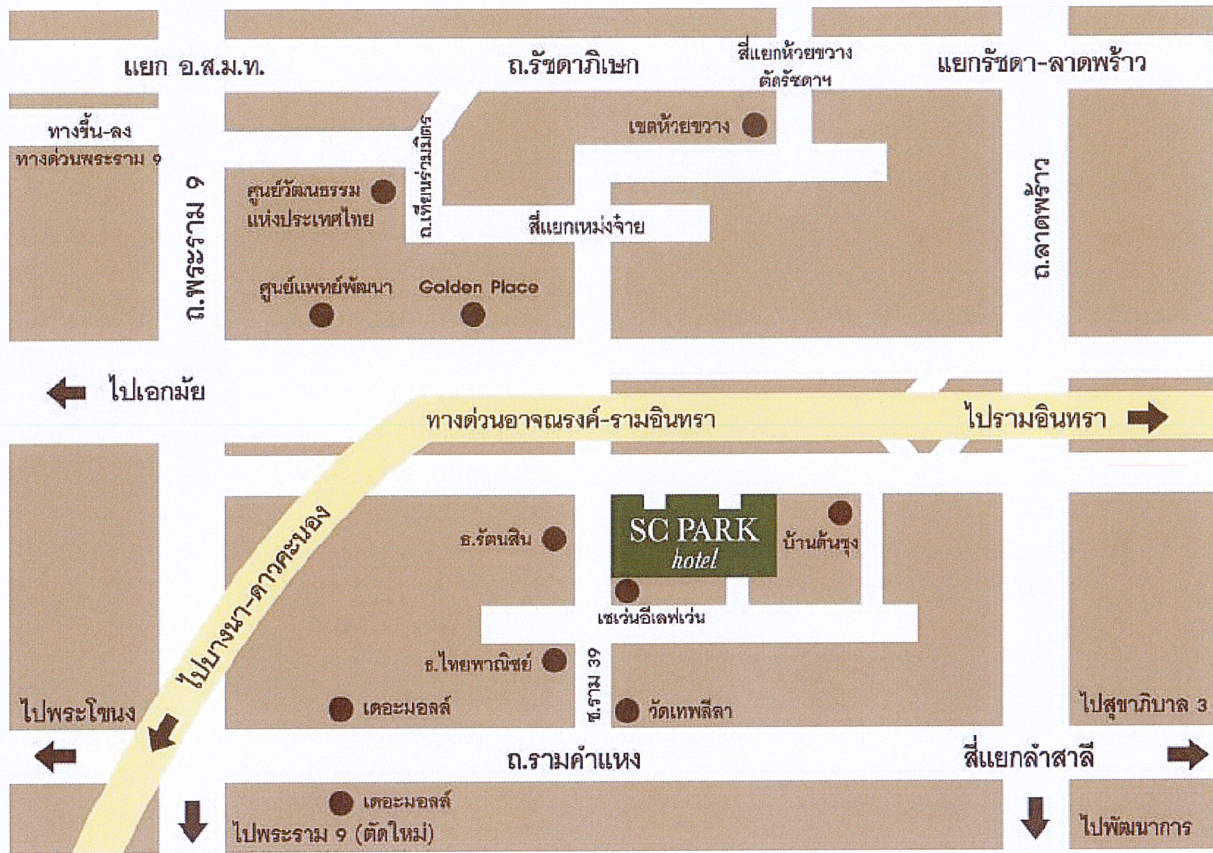 แยก อ.ส.ม.ท.
ถ.รัชดาภิเษก
สี่แยกห้วยขวาง
ตัดรัชดาฯ
แยกรัชดา-ลาดพร้าว
ทางขึ้น-ลง
ทางด่วนพระราม 9
ถ.พระราม 9
ถ.เทียนร่วมมิตร
เขตห้วยขวาง
ศูนย์วัฒนธรรม
แห่งประเทศไทย
สี่แยกเหม่งจ๋าย
ถ.ลาดพร้าว
ศูนย์แพทย์พัฒนา
Golden Place
ไปเอกมัย
ทางด่วนอาจณรงค์-รามอินทรา
ไปรามอินทรา
ไปบางนา-ดาวคะนอง
ธ.รัตนสิน
SC PARK
hotel
บ้านต้นซุง
เซเว่นอีเลฟเว่น
ธ.ไทยพาณิชย์
ซ.ราม 39
ไปพระโขนง
เดอะมอลล์
วัดเทพลีลา
ไปสุขาภิบาล 3
ถ.รามคำแหง
สี่แยกลำสาลี
เดอะมอลล์
ไปพระราม 9 (ตัดใหม่)
ไปพัฒนาการ